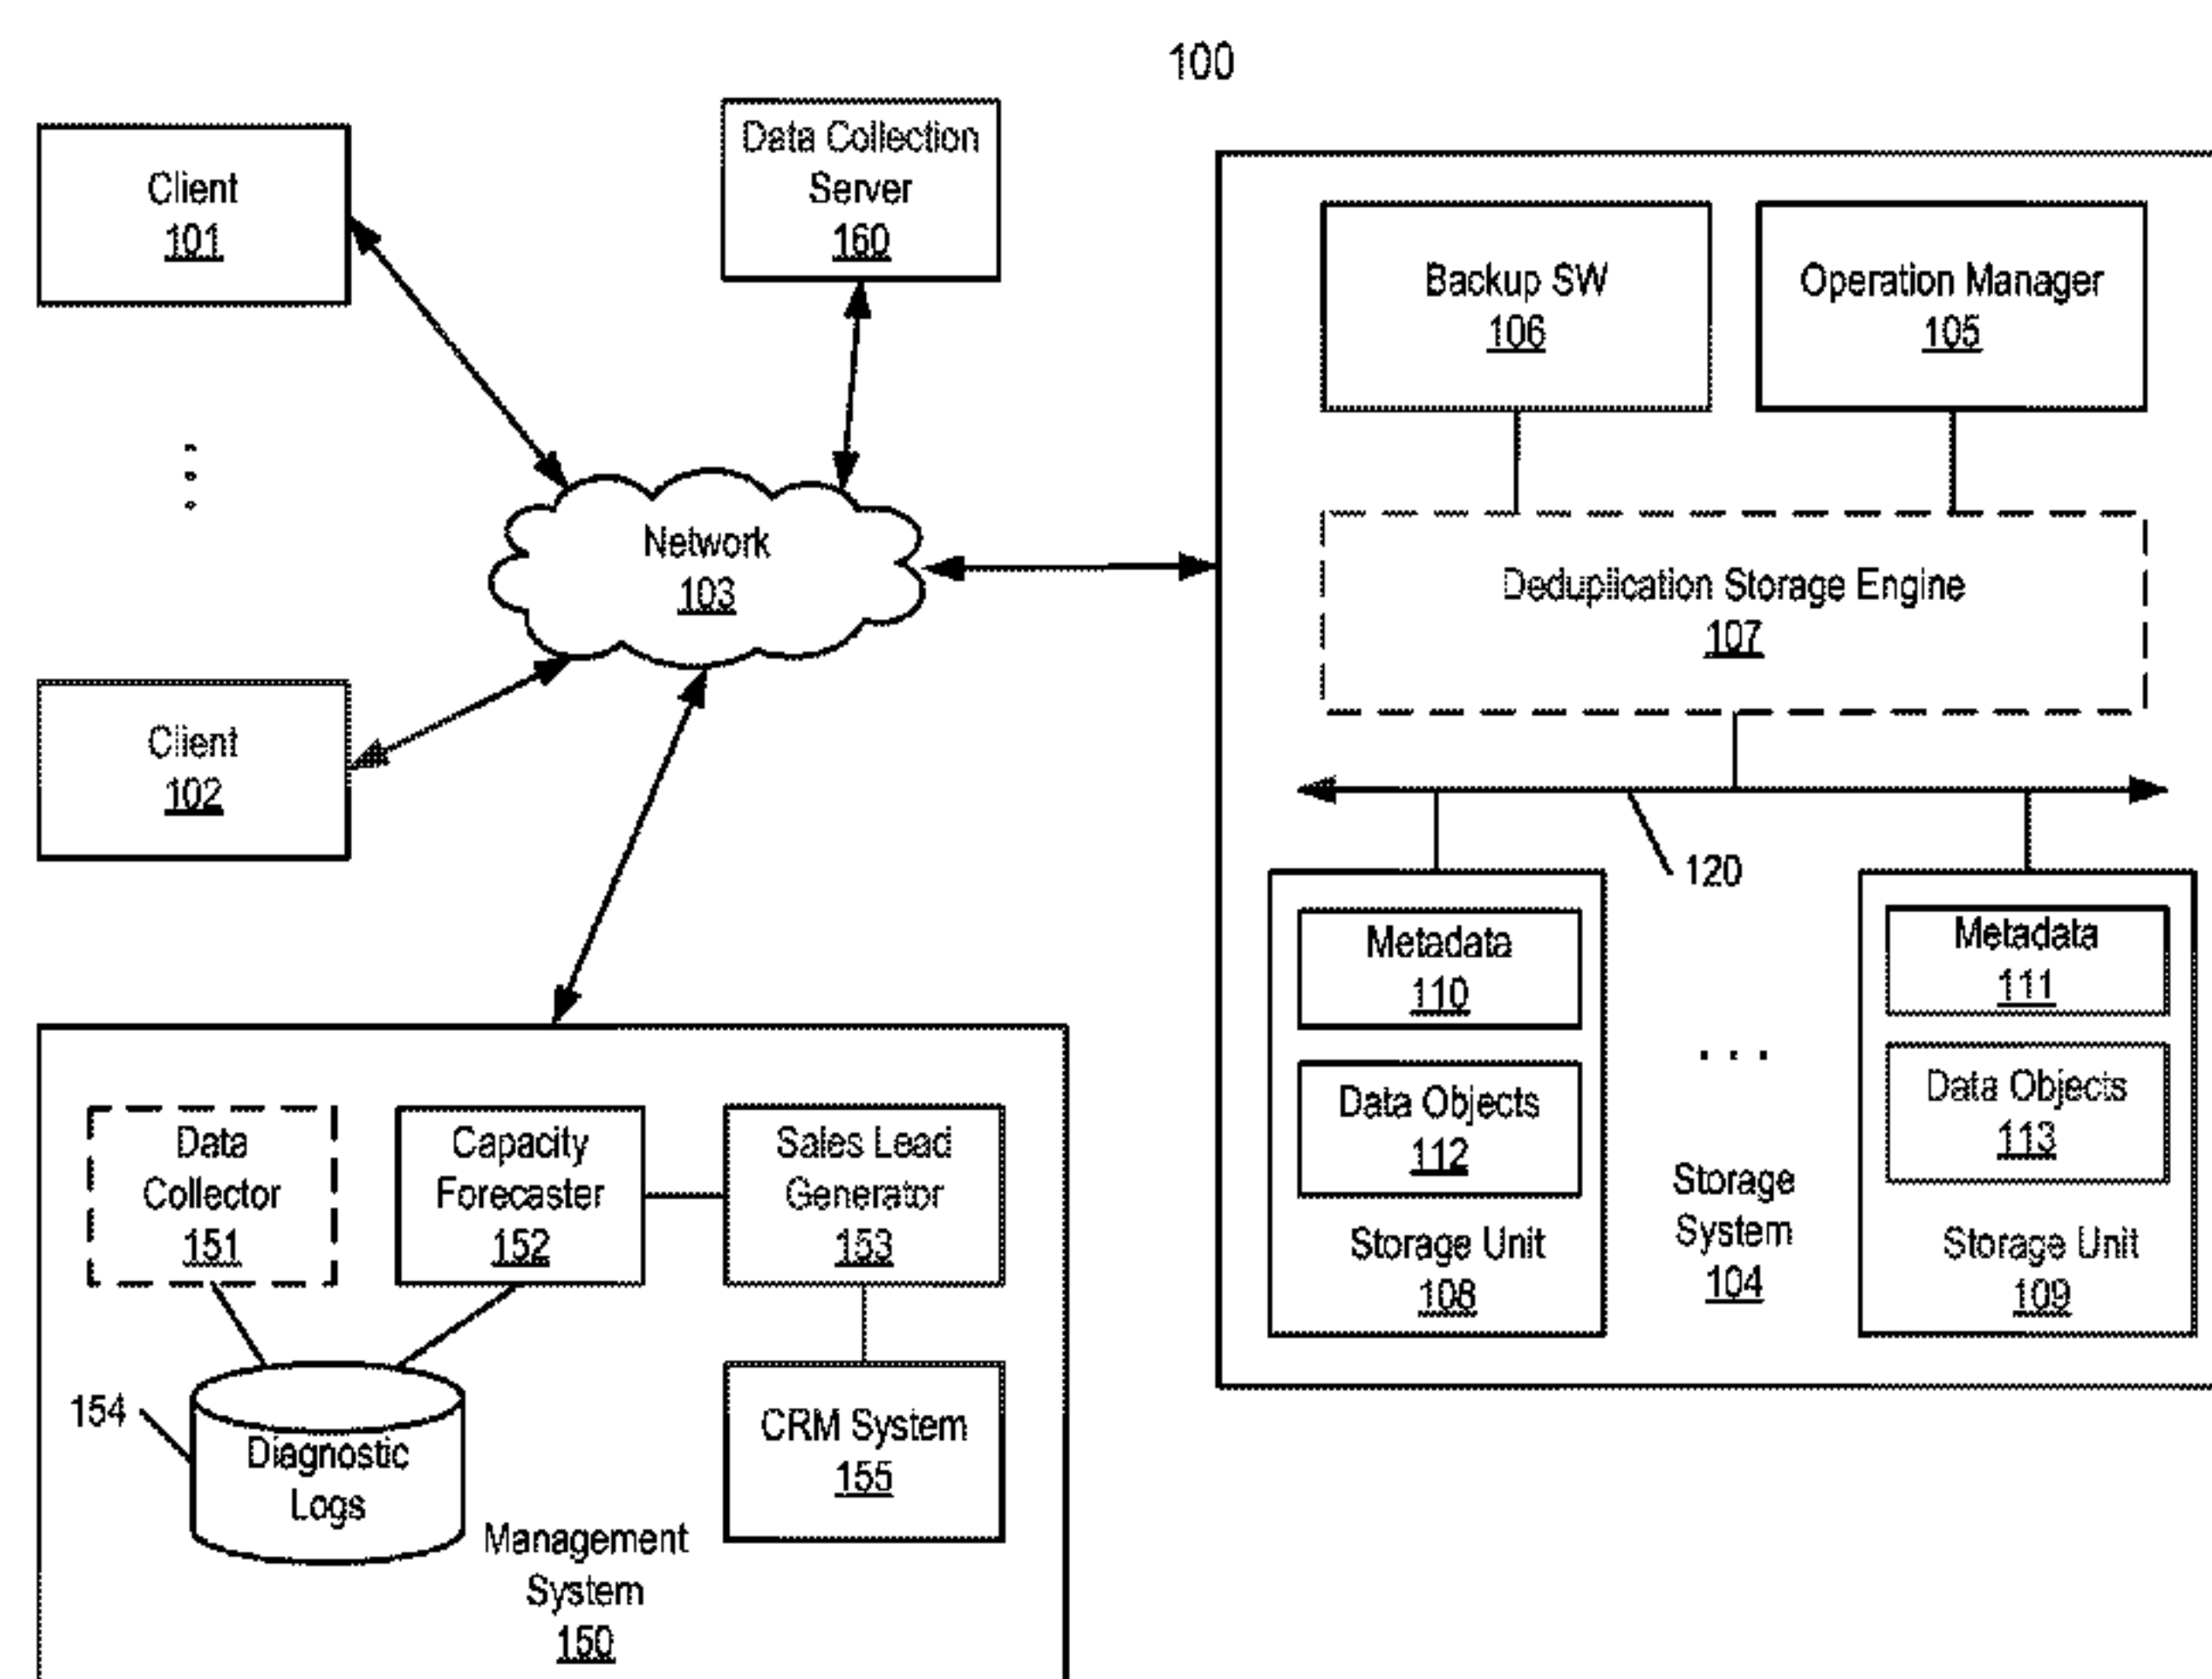 100
Client
101
Data Collection
Server
160
Backup SW
106
Operation Manager
105
Network
103
Deduplication Storage Engine
107
Client
102
120
Metadata
110
Data Objects
112
Storage Unit
108
. . .
Storage
System
104
Metadata
111
Data Objects
113
Storage Unit
109
Data
Collector
151
Capacity
Forecaster
152
Sales Lead
Generator
153
154
Diagnostic
Logs
CRM System
155
Management
System
150